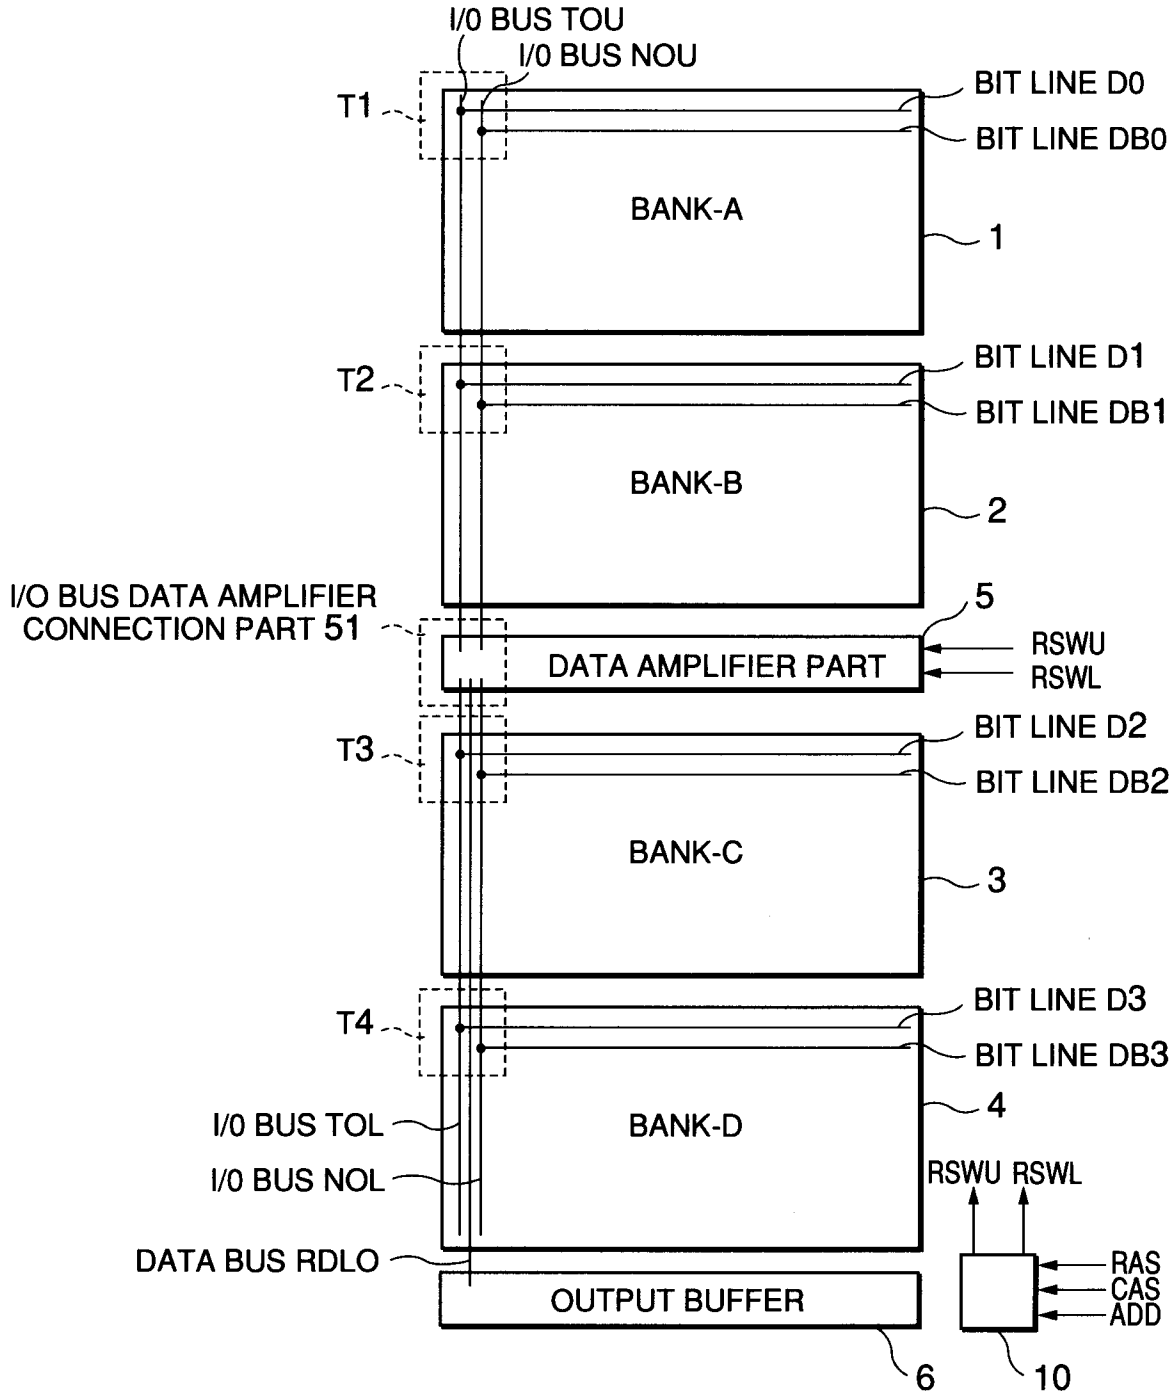 I/0 BUS TOU
I/0 BUS NOU
BIT LINE D0
T1
BIT LINE DB0
BANK-A
1
BIT LINE D1
T2
BIT LINE DB1
BANK-B
2
I/O BUS DATA AMPLIFIER
CONNECTION PART 51
5
RSWU
DATA AMPLIFIER PART
RSWL
BIT LINE D2
T3
BIT LINE DB2
BANK-C
3
BIT LINE D3
T4
BIT LINE DB3
4
I/0 BUS TOL
BANK-D
I/0 BUS NOL
RSWU RSWL
DATA BUS RDLO
RAS
CAS
ADD
OUTPUT BUFFER
6
10